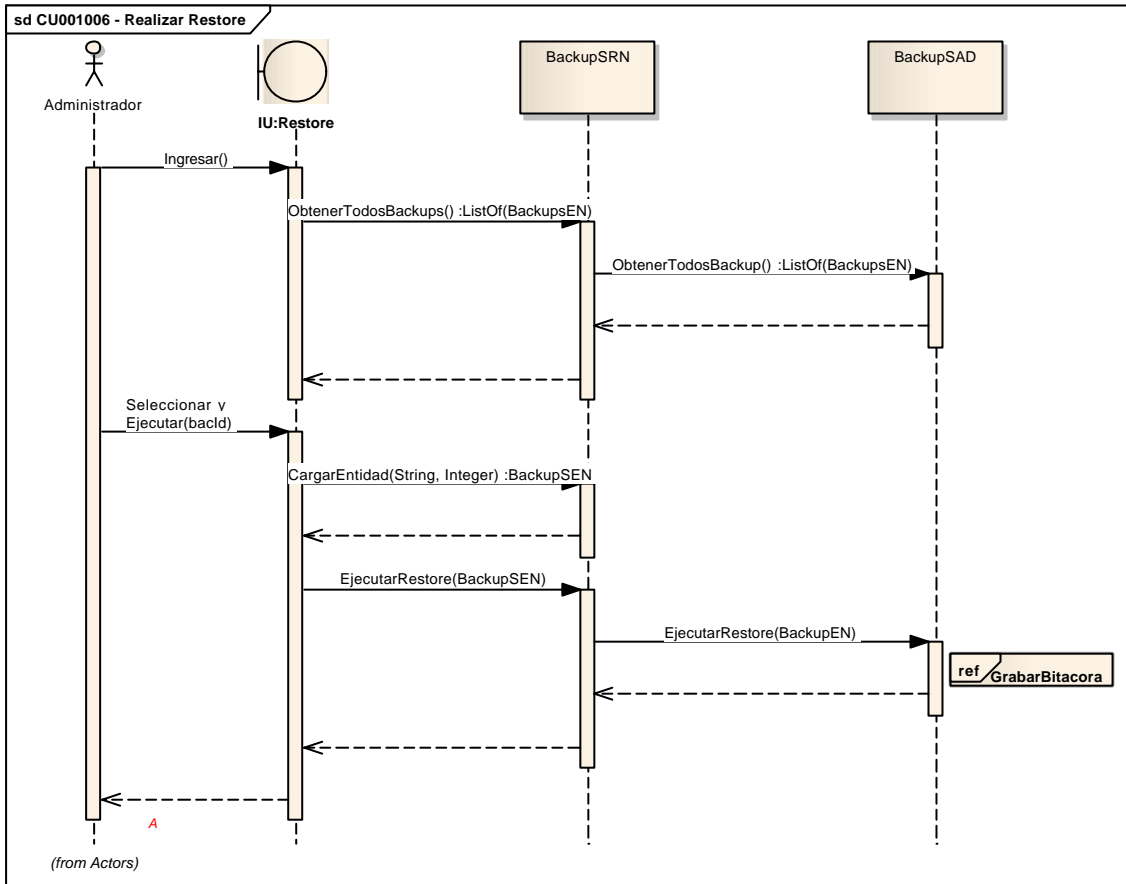 sd CU001006 - Realizar Restore
Administrador
IU:Restore
BackupSRN
BackupSAD
Ingresar()
ObtenerTodosBackups() :ListOf(BackupsEN)
ObtenerTodosBackup() :ListOf(BackupsEN)
Seleccionar y
Ejecutar(bacId)
CargarEntidad(String, Integer) :BackupSEN
EjecutarRestore(BackupSEN)
EjecutarRestore(BackupEN)
ref
GrabarBitacora
A
(from Actors)